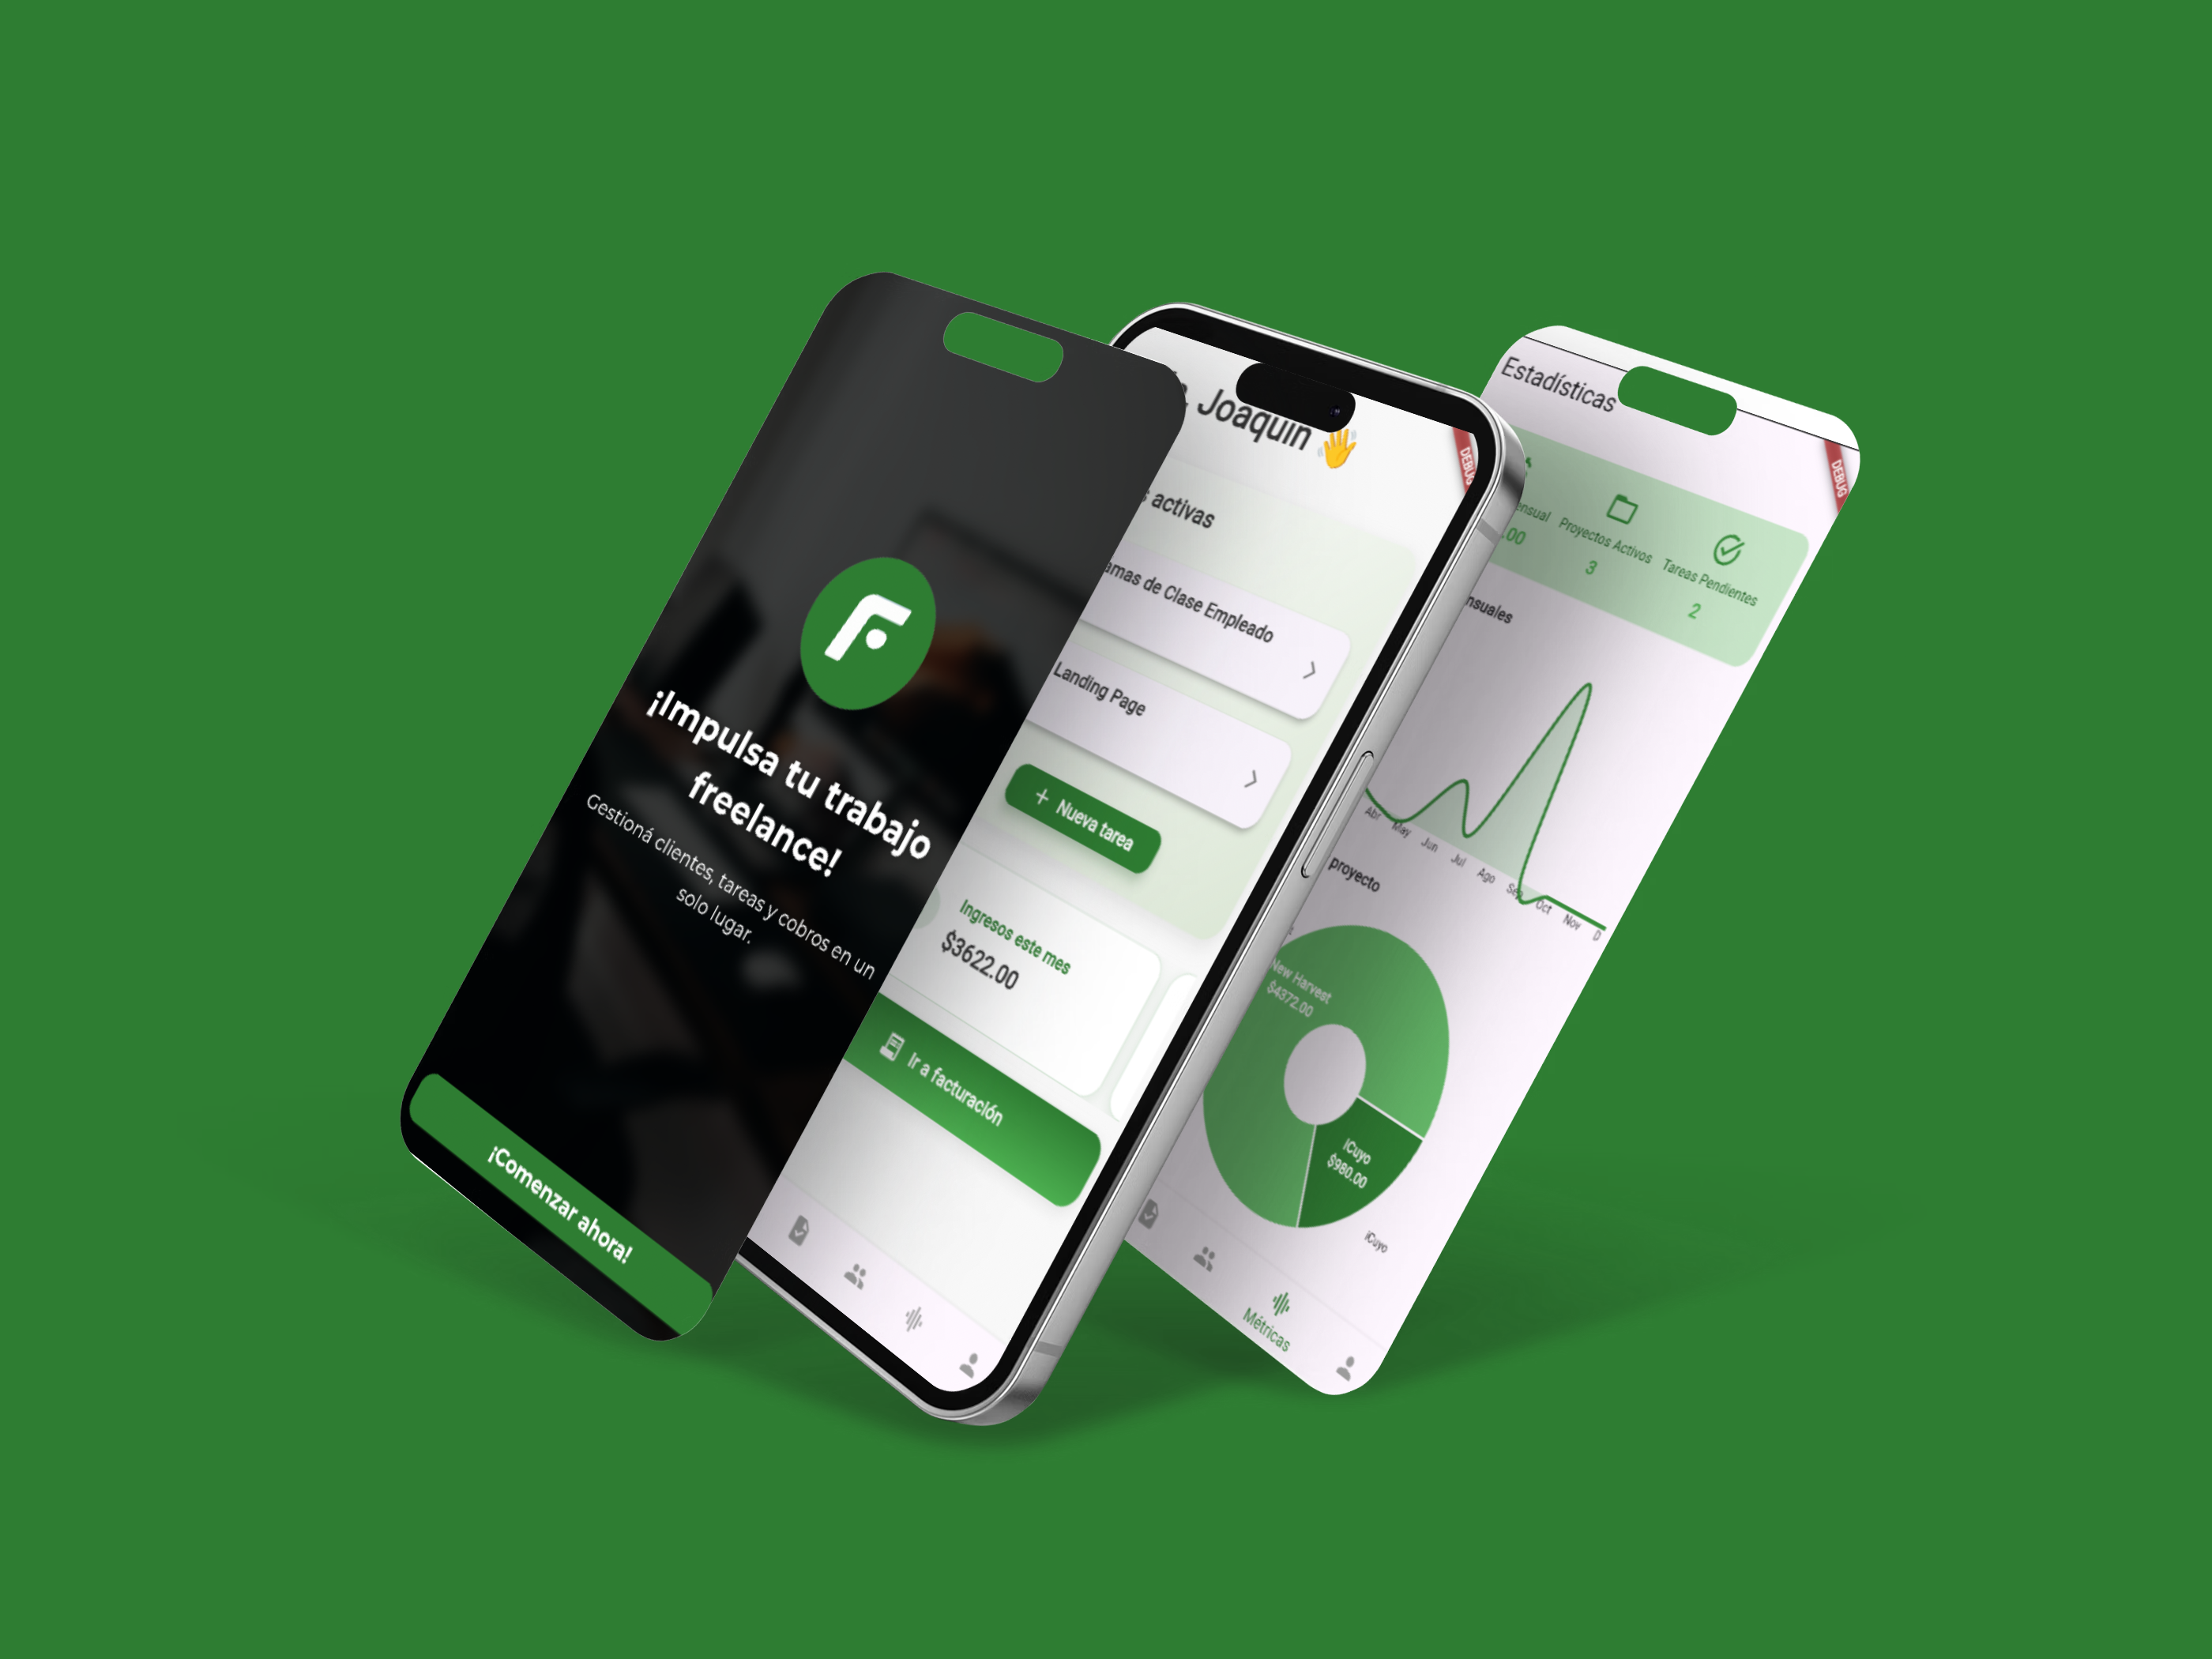 ¡Impulsa tu trabajo
freelance!
Gestioná clientes, tareas y cobros en un
solo lugar.
¡Comenzar ahora!
Joaquin 👋
DEBUG
activas
de Clase Empleado
Landing Page
+ Nueva tarea
Ingresos este mes
$3622.00
Ir a facturación
Estadísticas
DEBUG
Proyectos Activos
3
Tareas Pendientes
2
.00
Abr May Jun Jul Ago Sep Oct Nov D
proyecto
New Harvest
$4372.00
iCuyo
$980.00
iCuyo
Métricas